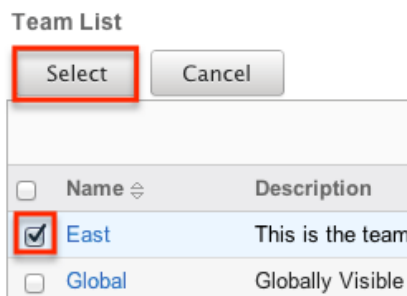 Team List
Select Cancel
Name Description
East This is the team
Global Globally Visible